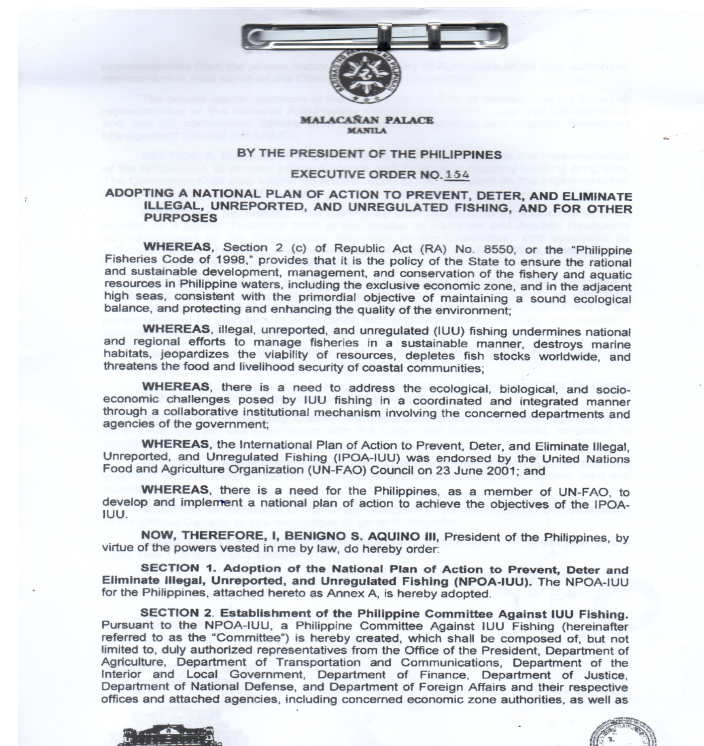 MALACAÑAN PALACE
MANILA
BY THE PRESIDENT OF THE PHILIPPINES
EXECUTIVE ORDER NO. 154
ADOPTING A NATIONAL PLAN OF ACTION TO PREVENT, DETER, AND ELIMINATE
ILLEGAL, UNREPORTED, AND UNREGULATED FISHING, AND FOR OTHER
PURPOSES
WHEREAS, Section 2 (c) of Republic Act (RA) No. 8550, or the "Philippine
Fisheries Code of 1998," provides that it is the policy of the State to ensure the rational
and sustainable development, management, and conservation of the fishery and aquatic
resources in Philippine waters, including the exclusive economic zone, and in the adjacent
high seas, consistent with the primordial objective of maintaining a sound ecological
balance, and protecting and enhancing the quality of the environment;
WHEREAS, illegal, unreported, and unregulated (IUU) fishing undermines national
and regional efforts to manage fisheries in a sustainable manner, destroys marine
habitats, jeopardizes the viability of resources, depletes fish stocks worldwide, and
threatens the food and livelihood security of coastal communities;
WHEREAS, there is a need to address the ecological, biological, and socio-
economic challenges posed by IUU fishing in a coordinated and integrated manner
through a collaborative institutional mechanism involving the concerned departments and
agencies of the government;
WHEREAS, the International Plan of Action to Prevent, Deter, and Eliminate Illegal,
Unreported, and Unregulated Fishing (IPOA-IUU) was endorsed by the United Nations
Food and Agriculture Organization (UN-FAO) Council on 23 June 2001; and
WHEREAS, there is a need for the Philippines, as a member of UN-FAO, to
develop and implement a national plan of action to achieve the objectives of the IPOA-
IUU.
NOW, THEREFORE, I, BENIGNO S. AQUINO III, President of the Philippines, by
virtue of the powers vested in me by law, do hereby order:
SECTION 1. Adoption of the National Plan of Action to Prevent, Deter and
Eliminate Illegal, Unreported, and Unregulated Fishing (NPOA-IUU). The NPOA-IUU
for the Philippines, attached hereto as Annex A, is hereby adopted.
SECTION 2. Establishment of the Philippine Committee Against IUU Fishing.
Pursuant to the NPOA-IUU, a Philippine Committee Against IUU Fishing (hereinafter
referred to as the "Committee") is hereby created, which shall be composed of, but not
limited to, duly authorized representatives from the Office of the President, Department of
Agriculture, Department of Transportation and Communications, Department of the
Interior and Local Government, Department of Finance, Department of Justice,
Department of National Defense, and Department of Foreign Affairs and their respective
offices and attached agencies, including concerned economic zone authorities, as well as